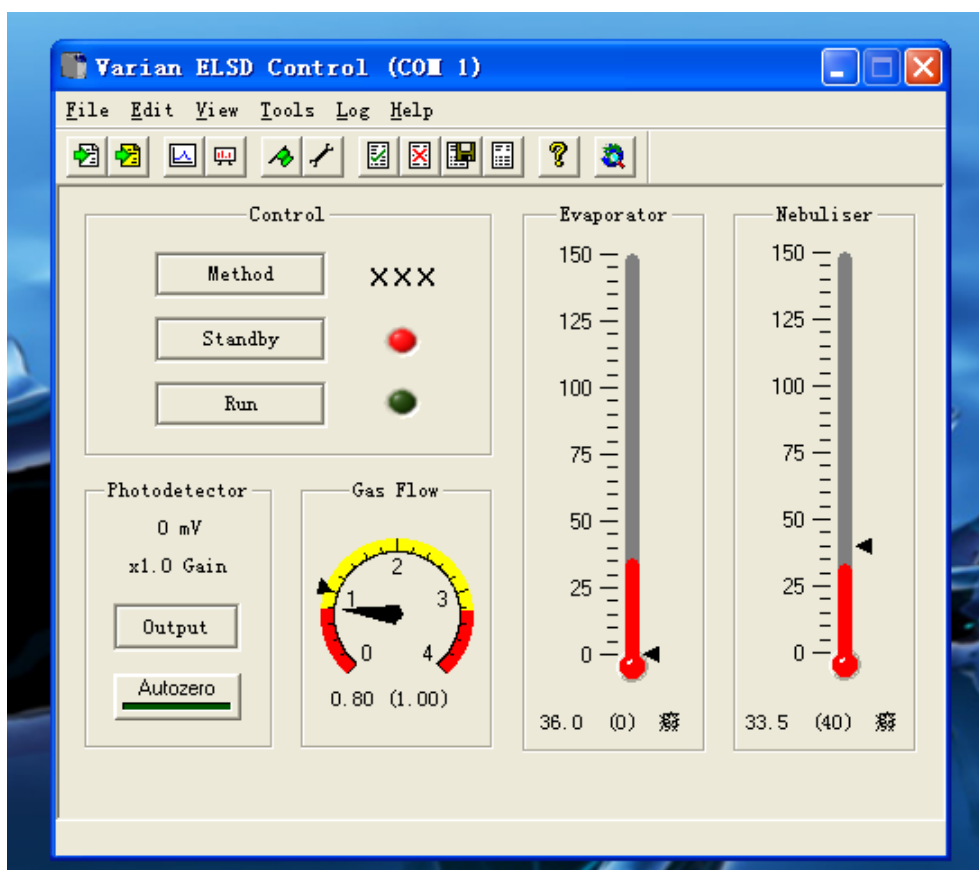 Varian ELSD Control (COM 1)
File Edit View Tools Log Help
Control
Method XXX
Standby
Run
Photodetector
0 mV
x1.0 Gain
Output
Autozero
Gas Flow
0 1 2 3 4
0.80 (1.00)
Evaporator
150
125
100
75
50
25
0
36.0 (0) 癈
Nebuliser
150
125
100
75
50
25
0
33.5 (40) 癈